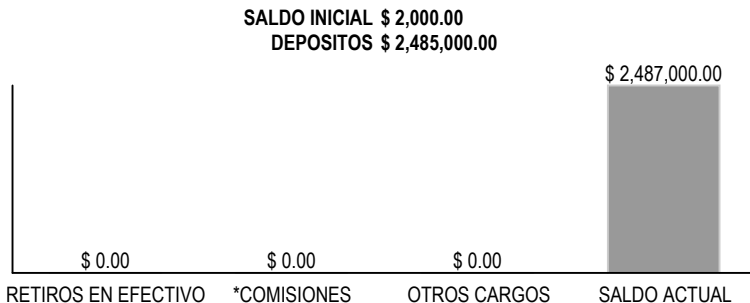 SALDO INICIAL $ 2,000.00
DEPOSITOS $ 2,485,000.00
$ 2,487,000.00
$ 0.00 $ 0.00 $ 0.00
RETIROS EN EFECTIVO *COMISIONES OTROS CARGOS SALDO ACTUAL